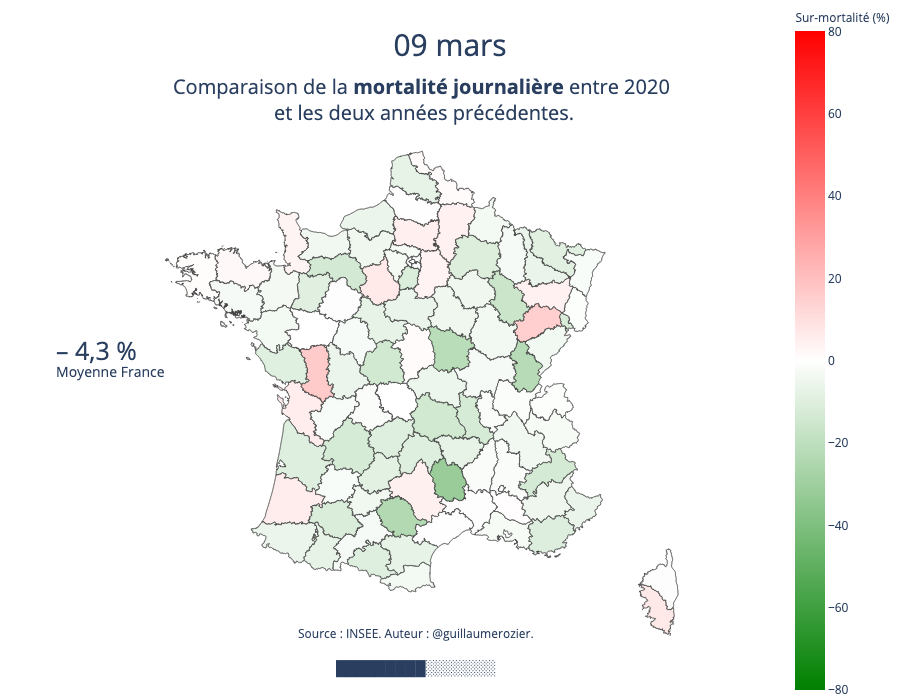 Sur-mortalité (%)
09 mars
Comparaison de la mortalité journalière entre 2020
et les deux années précédentes.
80
60
40
20
0
−20
−40
−60
−80
– 4,3 %
Moyenne France
Source : INSEE. Auteur : @guillaumerozier.